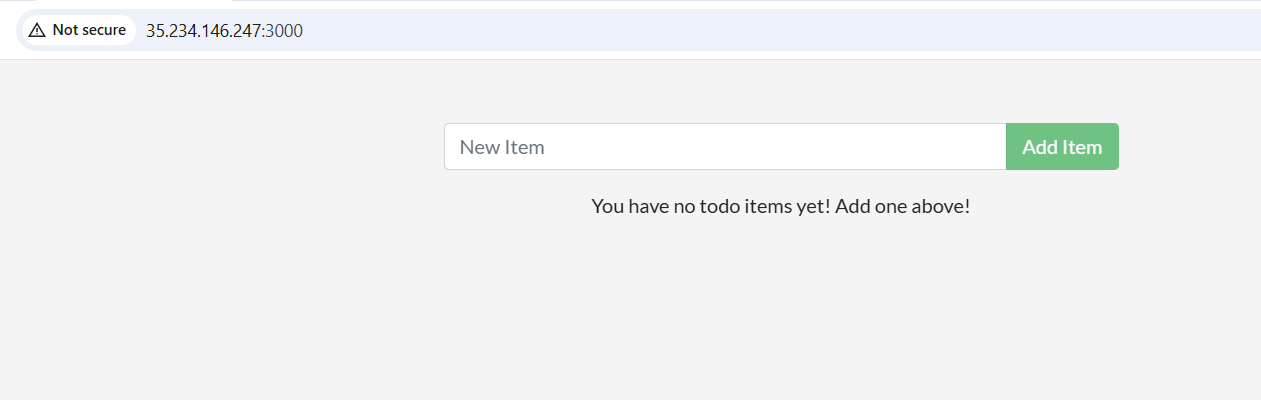 Not secure 35.234.146.247:3000
New Item Add Item
You have no todo items yet! Add one above!